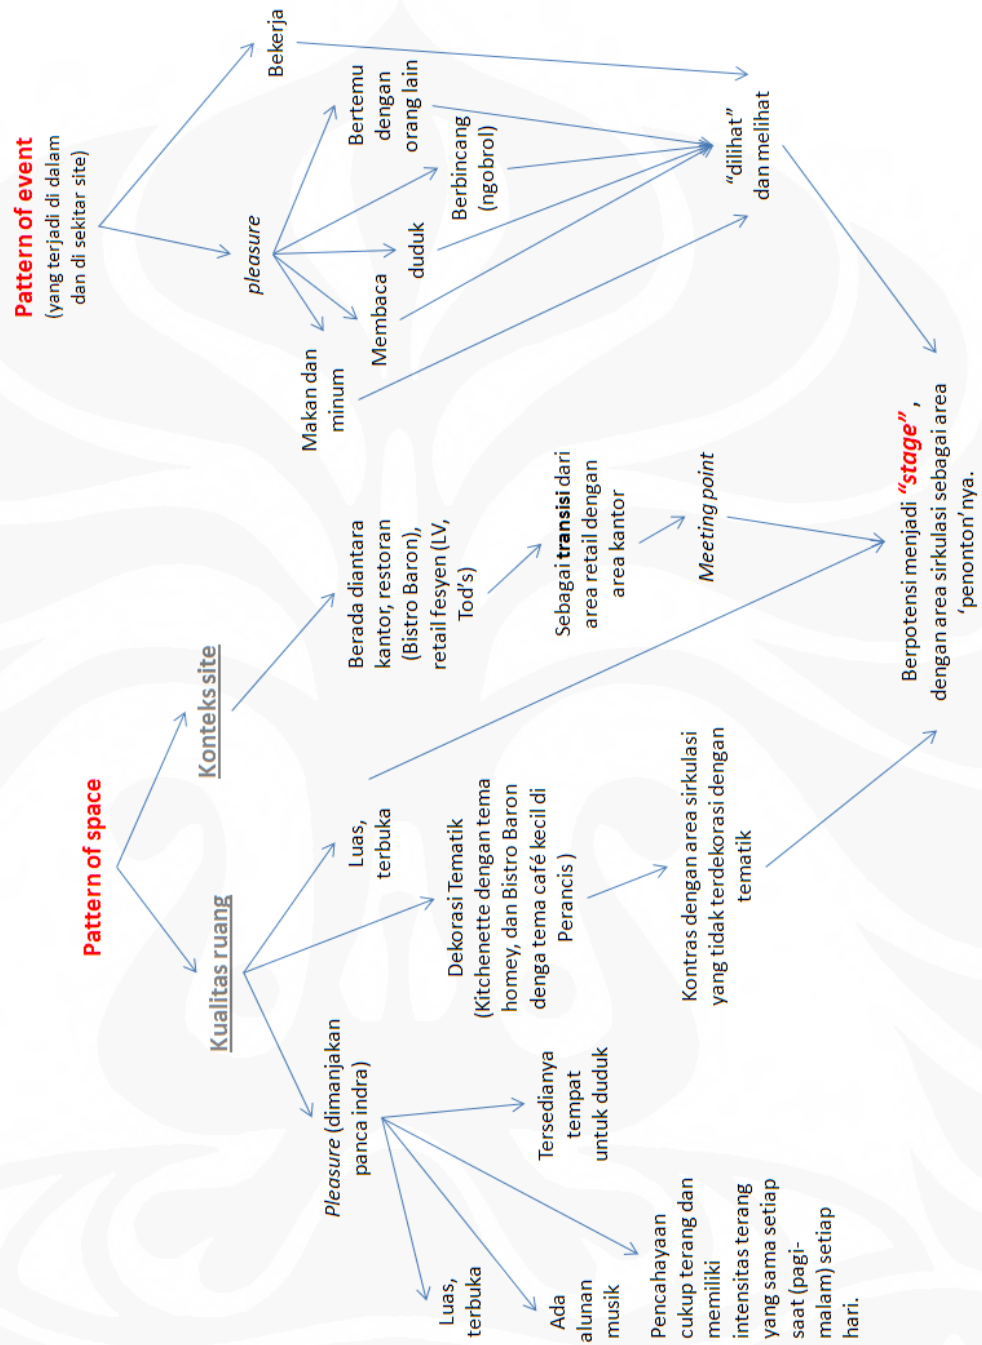 Pattern of space
Kualitas ruang
Konteks site
Pleasure (dimanjakan
panca indra)
Luas,
terbuka
Ada
alunan
musik
Pencahayaan
cukup terang dan
memiliki
intensitas terang
yang sama setiap
saat (pagi-
malam) setiap
hari.
Tersedianya
tempat
untuk duduk
Dekorasi Tematik
(Kitchenette dengan tema
homey, dan Bistro Baron
denga tema café kecil di
Perancis )
Kontras dengan area sirkulasi
yang tidak terdekorasi dengan
tematik
Luas,
terbuka
Berada diantara
kantor, restoran
(Bistro Baron),
retail fesyen (LV,
Tod's)
Sebagai transisi dari
area retail dengan
area kantor
Meeting point
Pattern of event
(yang terjadi di dalam
dan di sekitar site)
pleasure
Bekerja
Makan dan
minum
Membaca
duduk
Berbincang
(ngobrol)
Bertemu
dengan
orang lain
“dilihat”
dan melihat
Berpotensi menjadi “stage” ,
dengan area sirkulasi sebagai area
‘penonton’nya.